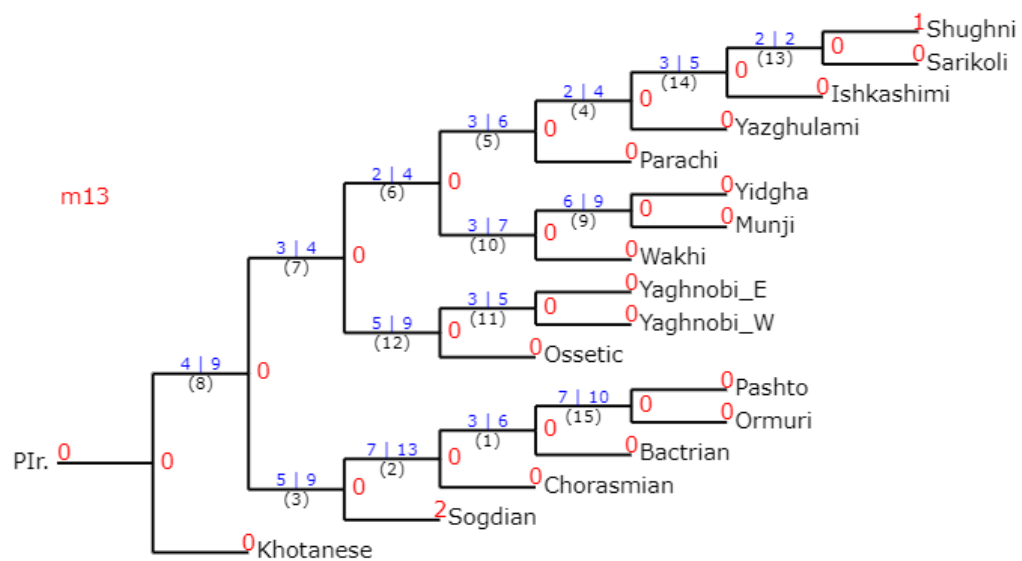 1 Shughni
2 | 2
0
(13)
0 Sarikoli
3 | 5
0
(14)
0 Ishkashimi
2 | 4
0
(4)
0 Yazghulami
3 | 6
0
(5)
0 Parachi
2 | 4
0
(6)
0 Yidgha
6 | 9
0
(9)
0 Munji
m13
3 | 7
0
(10)
0 Wakhi
3 | 4
0
(7)
0 Yaghnobi_E
3 | 5
0
(11)
0 Yaghnobi_W
5 | 9
0
(12)
0 Ossetic
4 | 9
0
(8)
0 Pashto
7 | 10
0
(15)
0 Ormuri
3 | 6
0
(1)
0 Bactrian
7 | 13
0
(2)
PIr. 0
0
0 Chorasmian
5 | 9
0
(3)
2 Sogdian
0 Khotanese